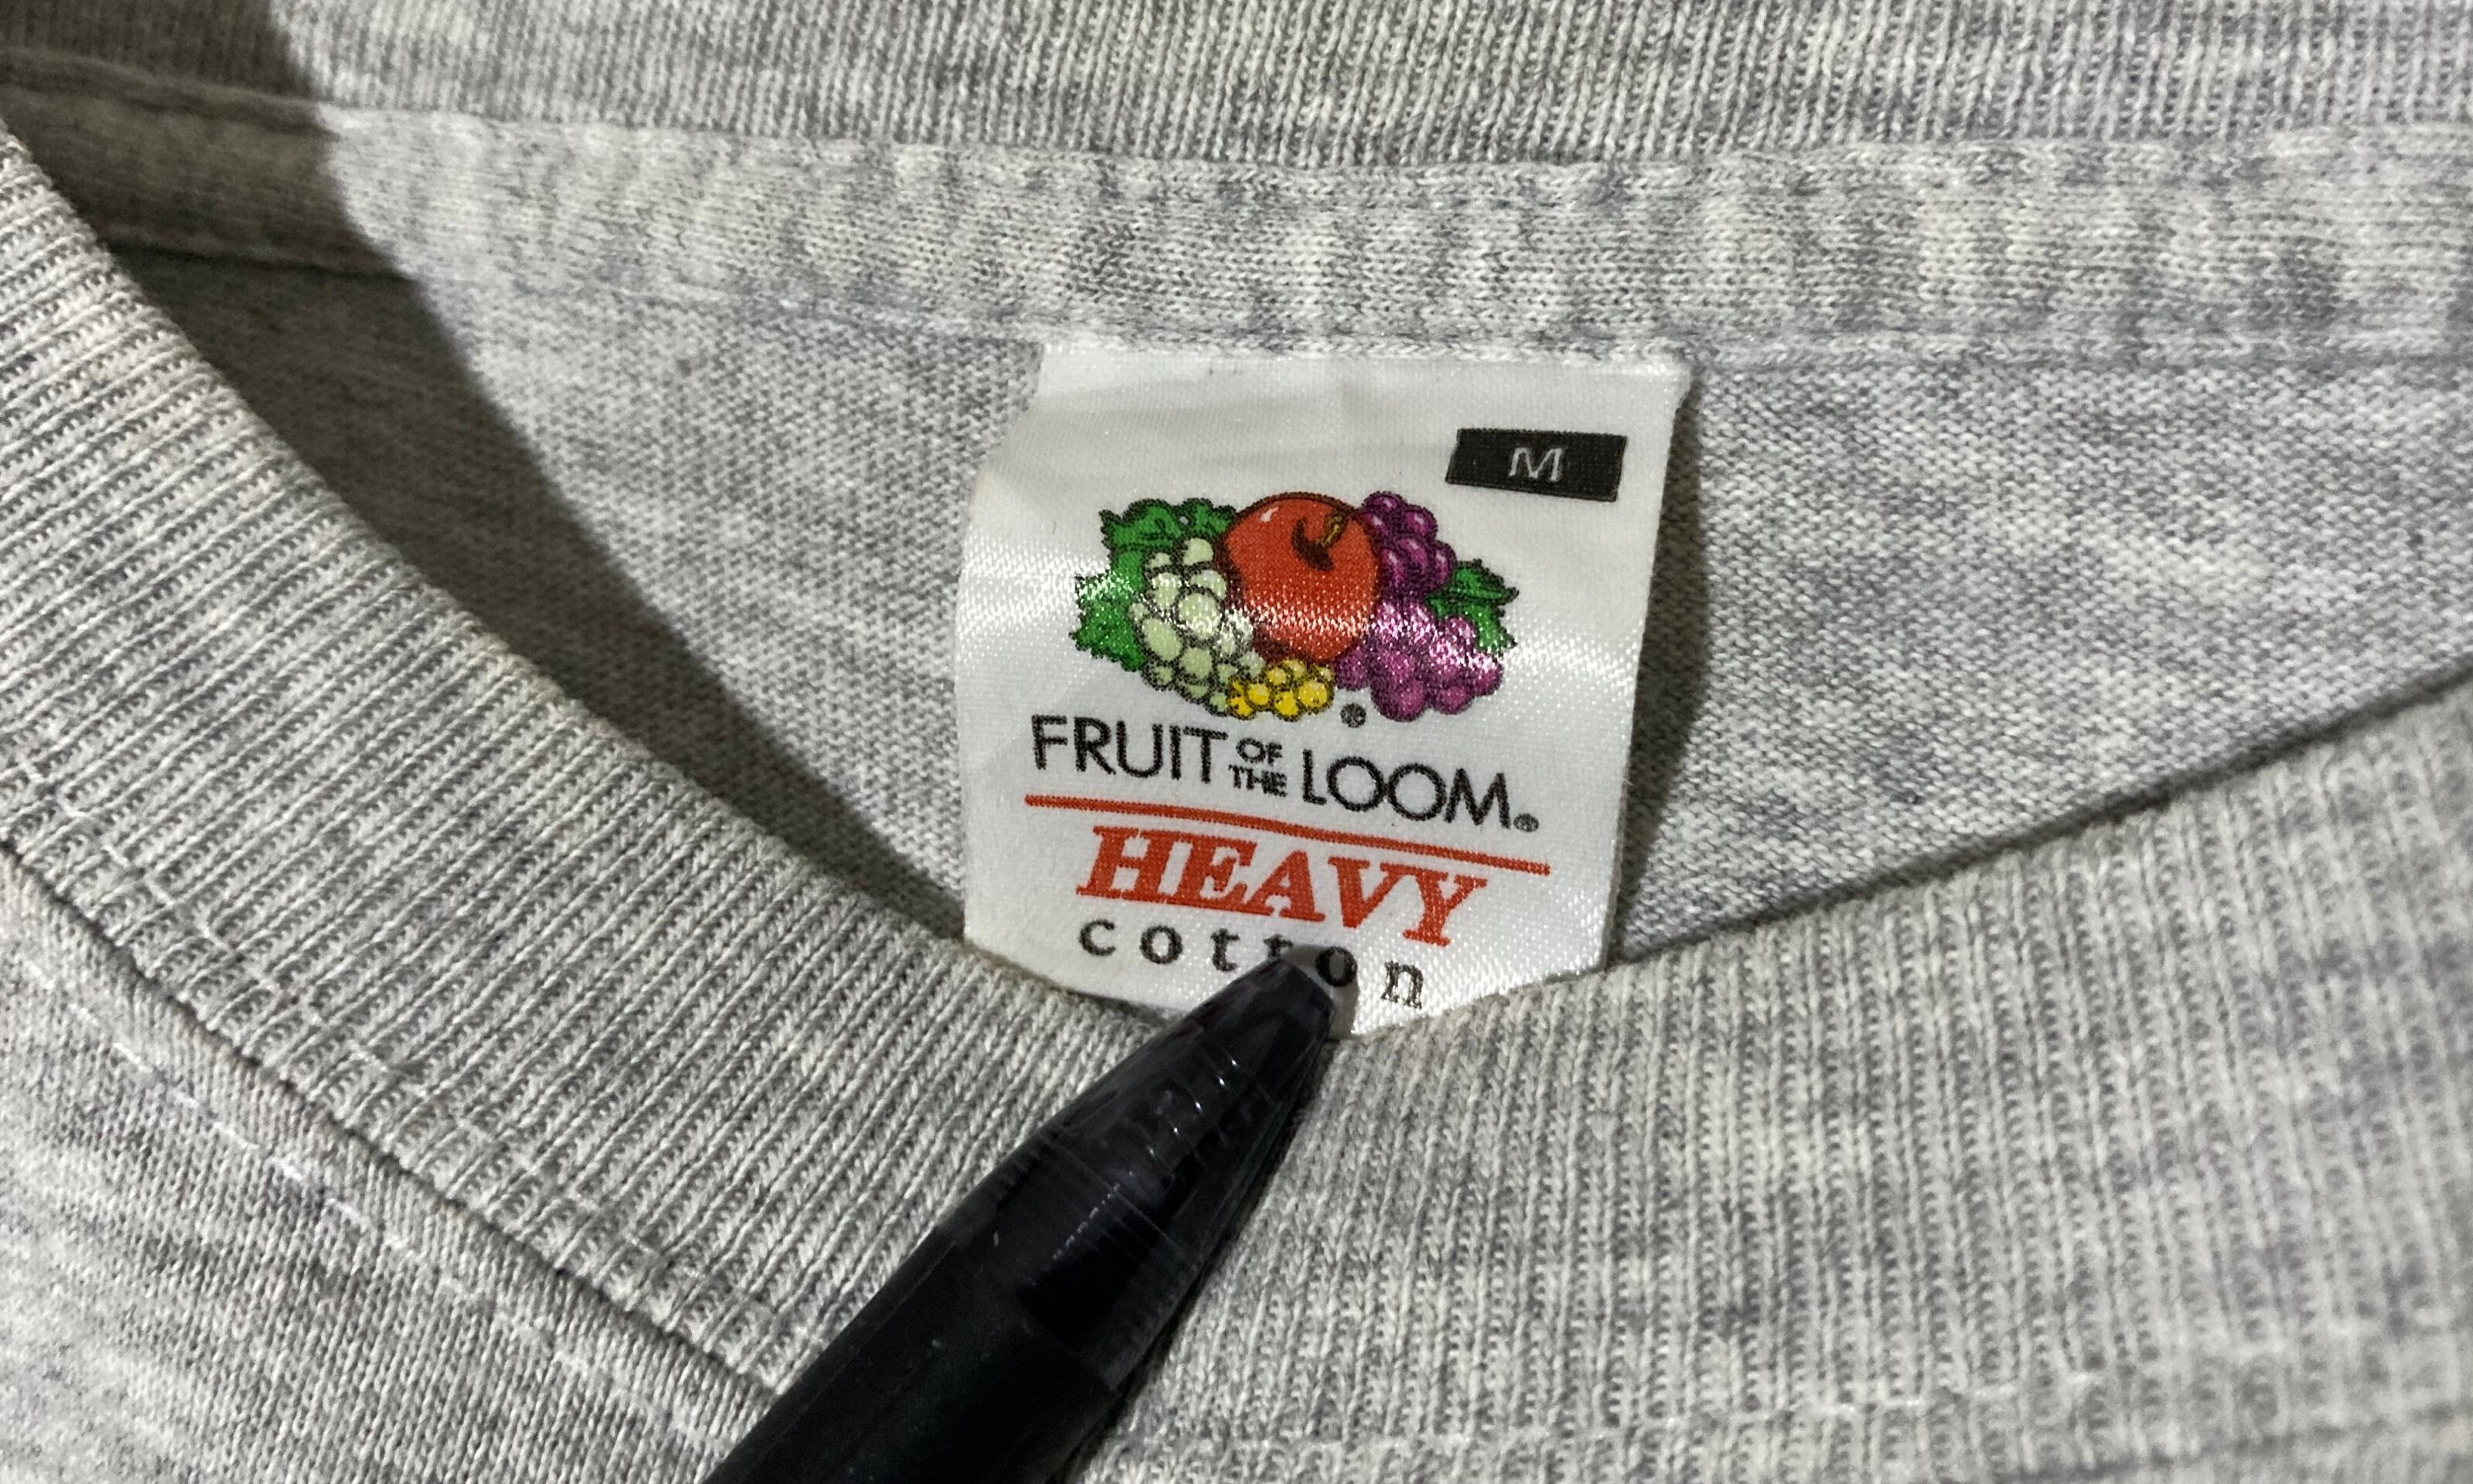 M
FRUIT OF THE LOOM®
HEAVY
cotton